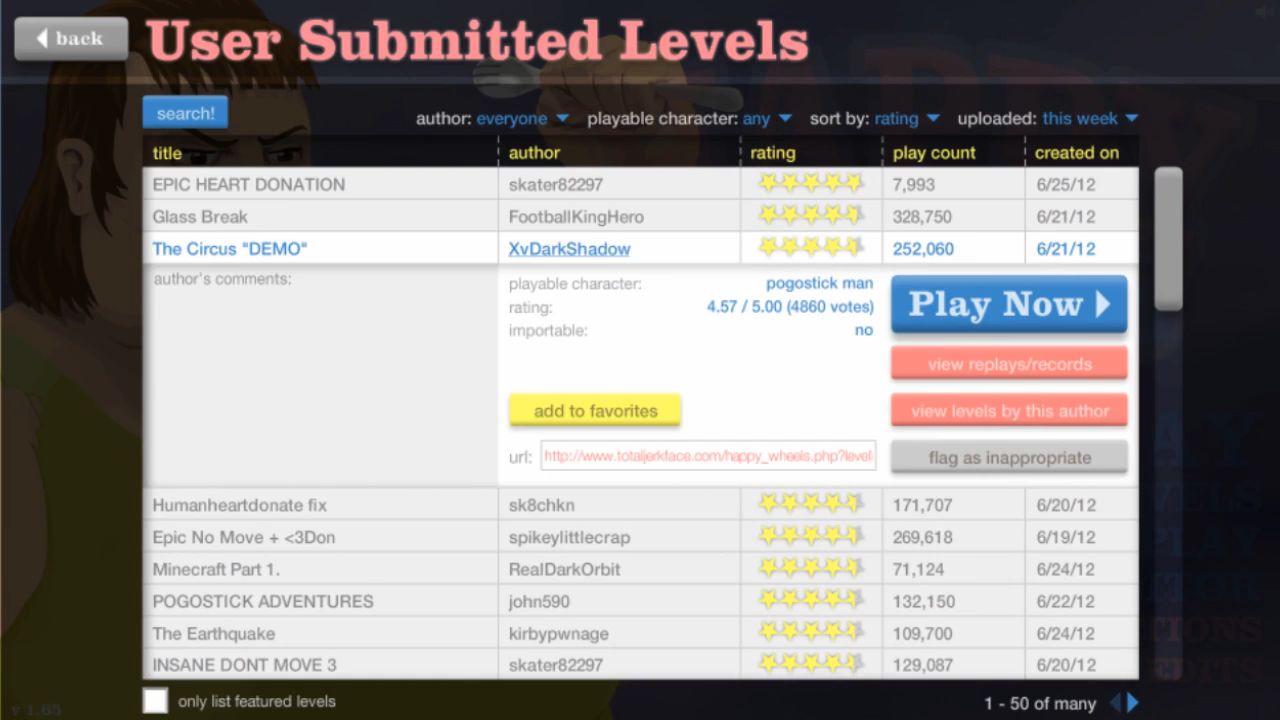 back
User Submitted Levels
search!
author: everyone playable character: any sort by: rating uploaded: this week
title author rating play count created on
EPIC HEART DONATION skater82297 7,993 6/25/12
Glass Break FootballKingHero 328,750 6/21/12
The Circus "DEMO" XvDarkShadow 252,060 6/21/12
author's comments:
playable character: pogostick man
rating: 4.57 / 5.00 (4860 votes)
importable: no
Play Now
view replays/records
add to favorites
view levels by this author
url: http://www.totaljerkface.com/happy_wheels.php?level
flag as inappropriate
Humanheartdonate fix sk8chkn 171,707 6/20/12
Epic No Move + <3Don spikeylittlecrap 269,618 6/19/12
Minecraft Part 1. RealDarkOrbit 71,124 6/24/12
POGOSTICK ADVENTURES john590 132,150 6/22/12
The Earthquake kirbypwnage 109,700 6/24/12
INSANE DONT MOVE 3 skater82297 129,087 6/20/12
only list featured levels
1 - 50 of many
v 1.65